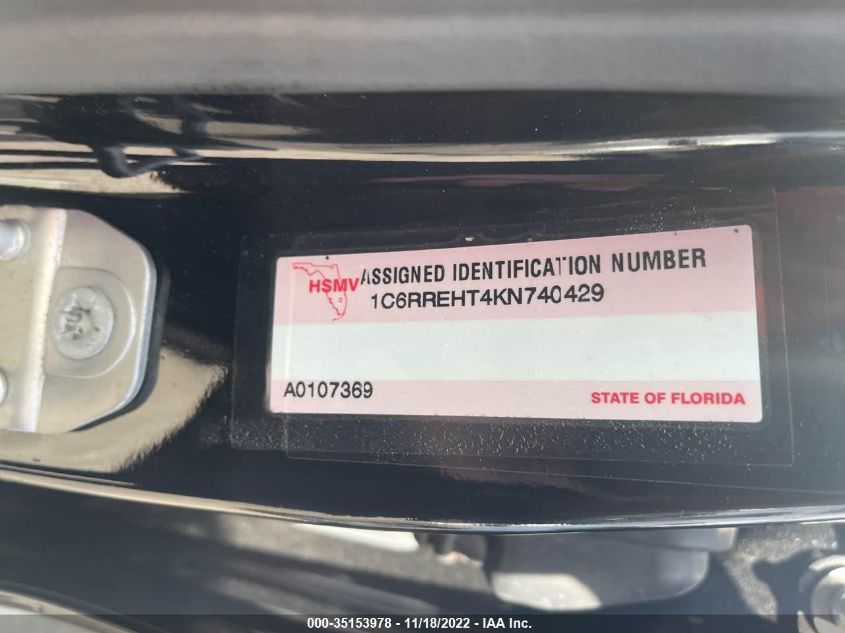 ASSIGNED IDENTIFICATION NUMBER
HSMV
1C6RREHT4KN740429
A0107369
STATE OF FLORIDA
000-35153978 - 11/18/2022 - IAA Inc.